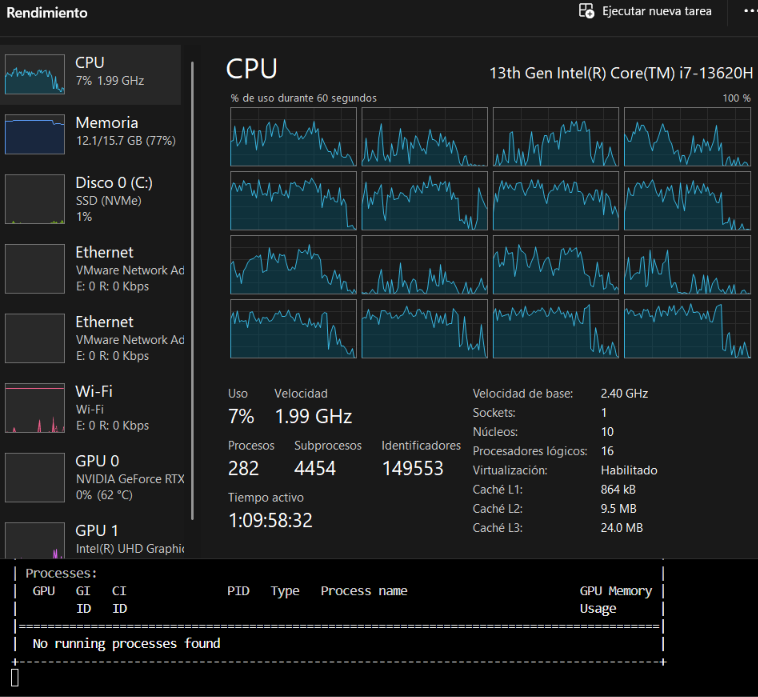 Rendimiento
Ejecutar nueva tarea
CPU
7% 1.99 GHz
Memoria
12.1/15.7 GB (77%)
Disco 0 (C:)
SSD (NVMe)
1%
Ethernet
VMware Network Ad
E: 0 R: 0 Kbps
Ethernet
VMware Network Ad
E: 0 R: 0 Kbps
Wi-Fi
Wi-Fi
E: 0 R: 0 Kbps
GPU 0
NVIDIA GeForce RTX
0% (62 °C)
GPU 1
Intel(R) UHD Graphic
CPU
13th Gen Intel(R) Core(TM) i7-13620H
% de uso durante 60 segundos
100 %
Uso
Velocidad
7%
1.99 GHz
Procesos
Subprocesos
Identificadores
282
4454
149553
Tiempo activo
1:09:58:32
Velocidad de base: 2.40 GHz
Sockets: 1
Núcleos: 10
Procesadores lógicos: 16
Virtualización: Habilitado
Caché L1: 864 kB
Caché L2: 9.5 MB
Caché L3: 24.0 MB
Processes:
GPU GI CI PID Type Process name GPU Memory
ID ID Usage
No running processes found